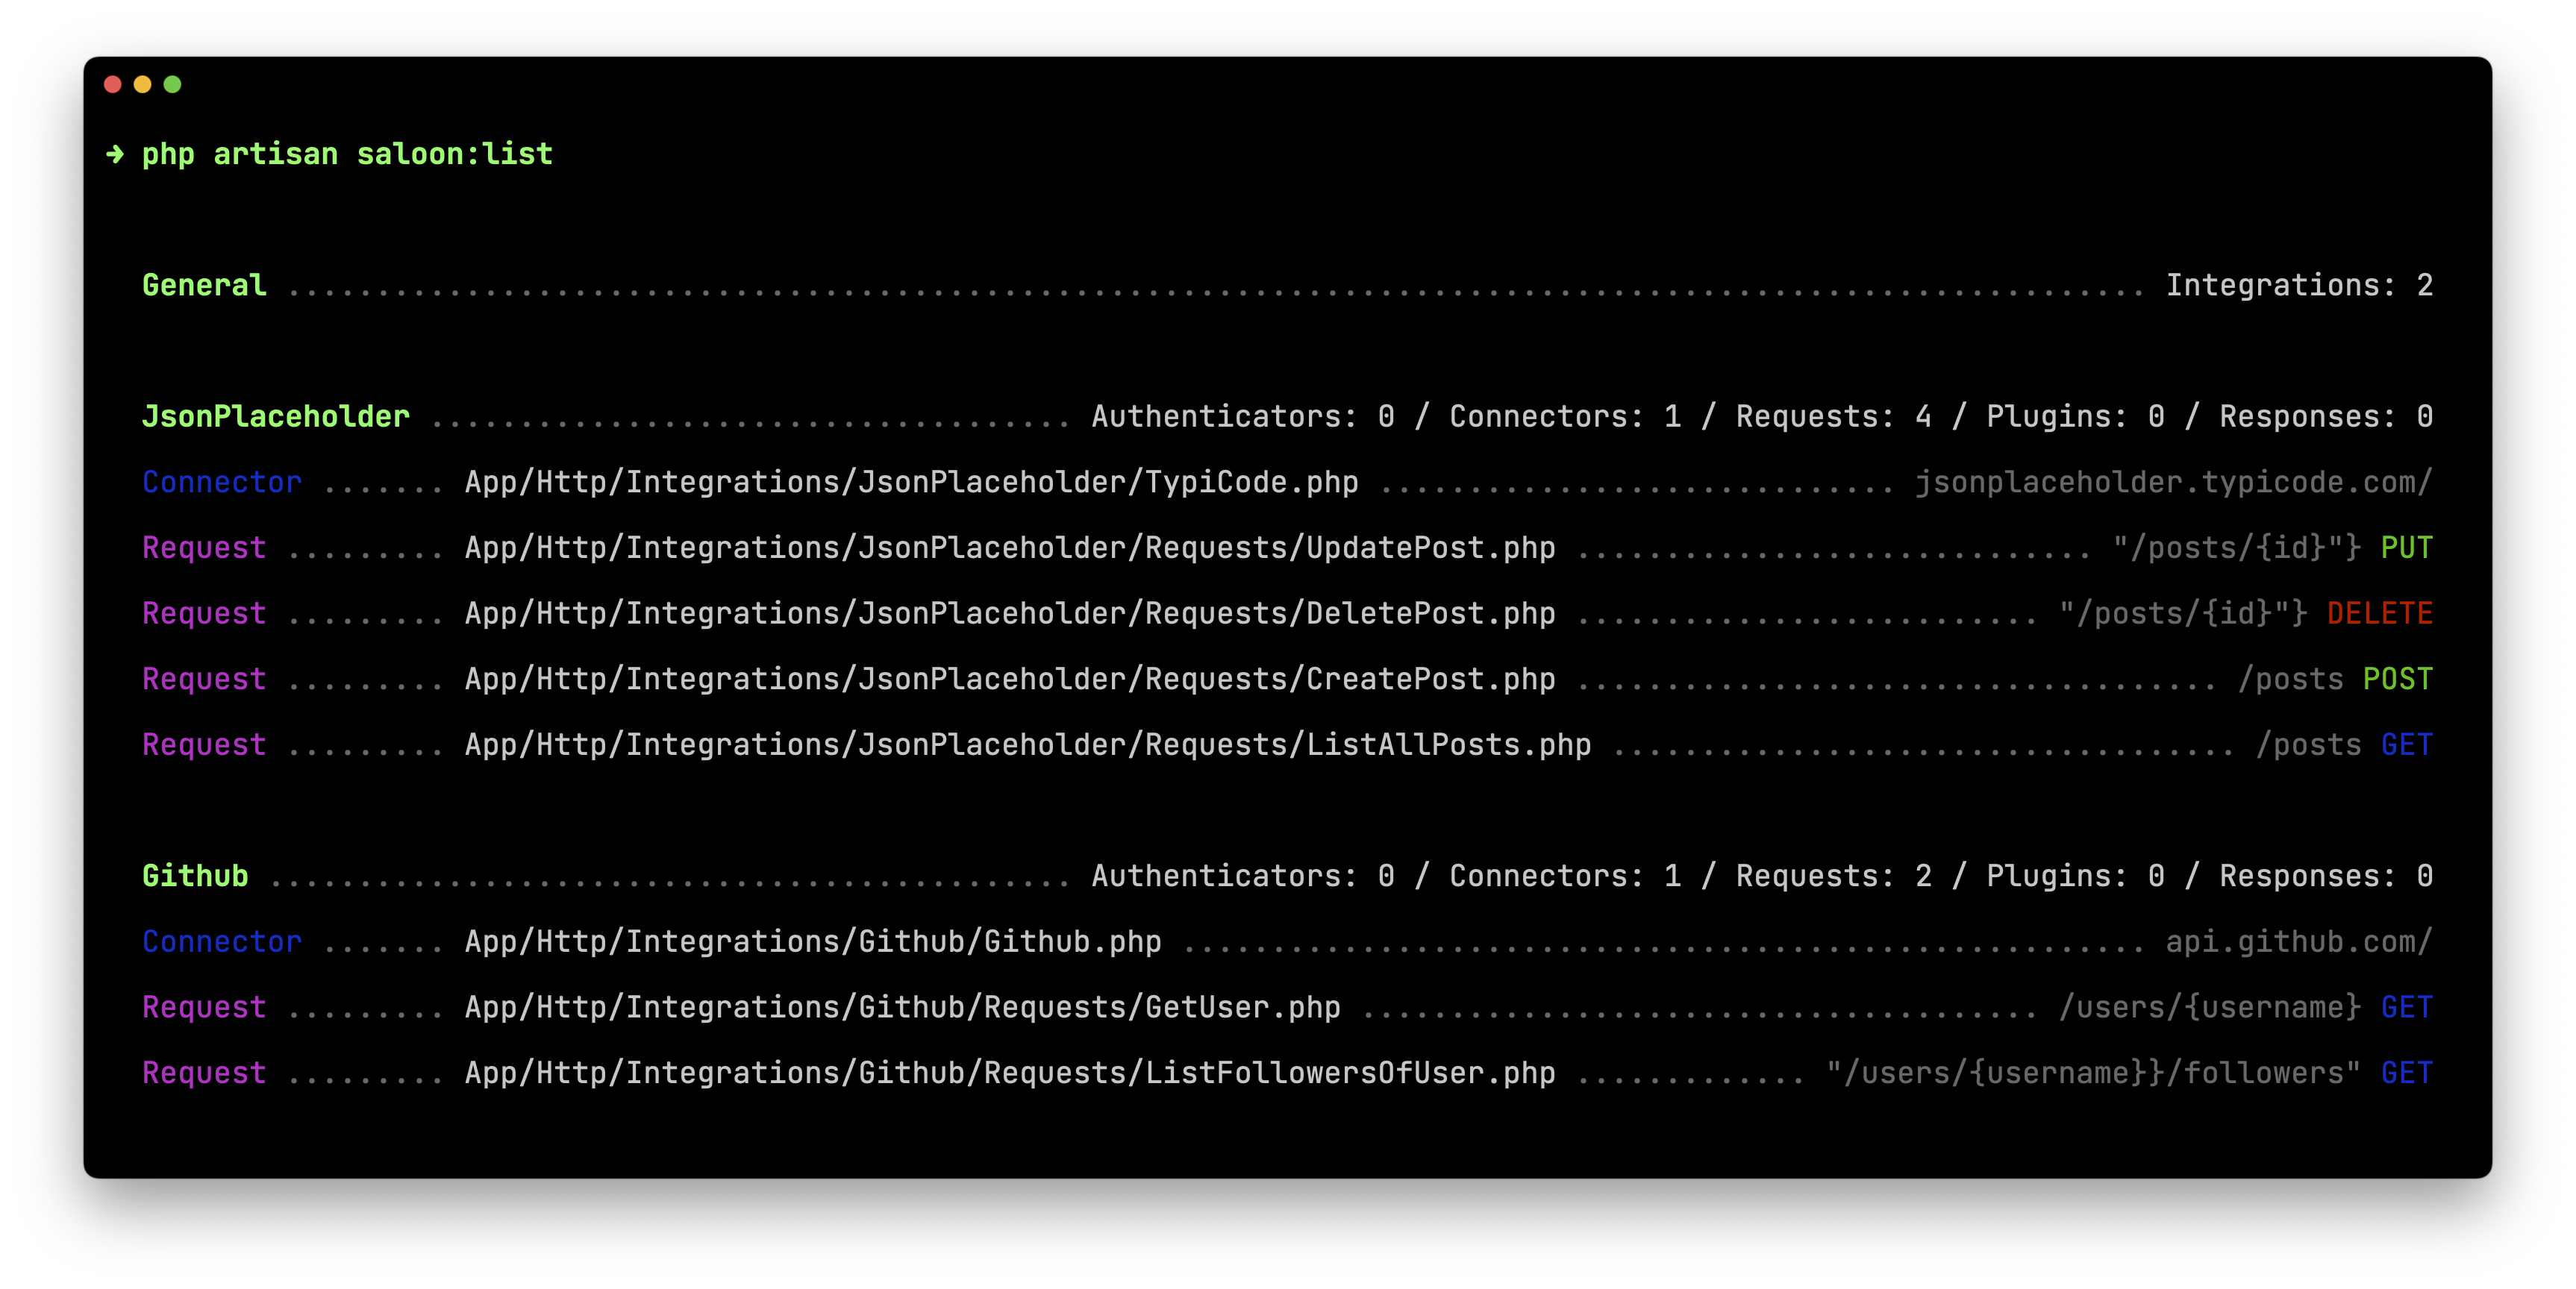 ➜ php artisan saloon:list
General ........................................................................................................ Integrations: 2
JsonPlaceholder .................................... Authenticators: 0 / Connectors: 1 / Requests: 4 / Plugins: 0 / Responses: 0
Connector ....... App/Http/Integrations/JsonPlaceholder/TypiCode.php ............................. jsonplaceholder.typicode.com/
Request ......... App/Http/Integrations/JsonPlaceholder/Requests/UpdatePost.php ............................. "/posts/{id}"} PUT
Request ......... App/Http/Integrations/JsonPlaceholder/Requests/DeletePost.php .......................... "/posts/{id}"} DELETE
Request ......... App/Http/Integrations/JsonPlaceholder/Requests/CreatePost.php .................................... /posts POST
Request ......... App/Http/Integrations/JsonPlaceholder/Requests/ListAllPosts.php ................................... /posts GET
Github ............................................. Authenticators: 0 / Connectors: 1 / Requests: 2 / Plugins: 0 / Responses: 0
Connector ....... App/Http/Integrations/Github/Github.php ...................................................... api.github.com/
Request ......... App/Http/Integrations/Github/Requests/GetUser.php ...................................... /users/{username} GET
Request ......... App/Http/Integrations/Github/Requests/ListFollowersOfUser.php ............. "/users/{username}}/followers" GET